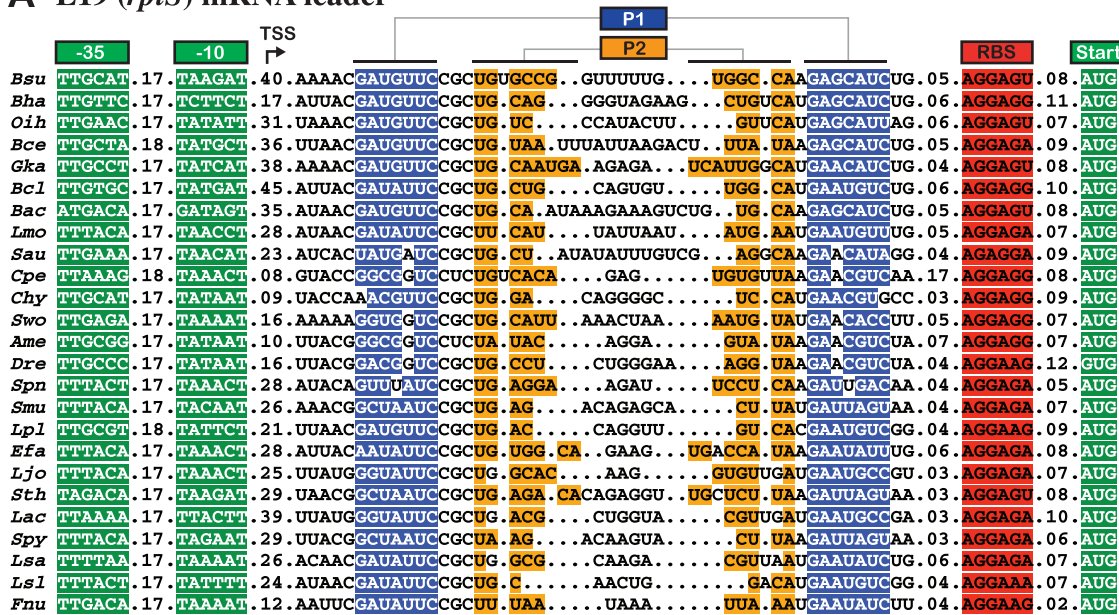 A L19 (rplS) mRNA leader
P1
TSS
-35 -10 P2 RBS Start
Bsu TTGCAT.17.TAAGAT.40.AAAACGAUGUUCCGCUGUGCCG...GUUUUUG.....UGGC.CAAGAGCAUCUG.05.AGGAGU.08.AUG
Bha TTGTTC.17.TCTTCT.17.AUUACGAUGUUCCGCUG.CAG....GGGUAGAAG....CUGUCAUGAGCAUCUG.06.AGGAGG.11.AUG
Oih TTGAAC.17.TATATT.31.UAAACGAUGUUCCGCUG.UC.....CCAUACUU.....GUUCAUGAGCAUUAG.06.AGGAGU.07.AUG
Bce TTGCTA.18.TATGCT.36.UUAACGAUGUUCCGCUG.UAA.UUUAUUAAGACU...UUA.UAUGAGCAUCUG.05.AGGAGA.09.AUG
Gka TTGCCT.17.TATCAT.38.AAAACGAUGUUCCGCUG.CAAUGA.AGAGA...UCAUUGGCAUGAACAUCUG.04.AGGAGU.08.AUG
Bcl TTGTGC.17.TATGAT.45.AUUACGAUAUUCCGCUG.CUG....CAGUGU.....UGG.CAUGAAUGUCUG.06.AGGAGG.10.AUG
Bac ATGACA.17.GATAGT.35.AUAACGAUGUUCCGCUG.CA.AUAAAGAAAGUCUG..UG.CAAGAGCAUCUG.05.AGGAGU.08.AUG
Lmo TTTACA.17.TAACCT.28.AUAACGAUGUUCCGCUU.CAU....UAUUAAU....AUG.AAUGAAUGUUUG.05.AGGAGU.07.AUG
Sau TTGAAA.17.TAACAT.23.AUCACUAUGAUCCGCUG.CU..AUAUAUUUGUCG...AGGCAAGAACAUAGG.04.AGAGGA.09.AUG
Cpe TTAAAG.18.TAAACT.08.GUACCGGCGGUCCUCUGUCACA....GAG......UGUGUUAAGAACGUCAA.17.AGGAGG.08.AUG
Chy TTGCAT.17.TATAAT.09.UACCAAACGUUCCGCUG.GA....CAGGGGC......UC.CAUGAACGUGCC.03.AGGAGG.09.AUG
Swo TTGAGA.17.TAAAAT.16.AAAAAGGUGGUCCGCUG.CAUU...AAACUAA.....AAUG.UAUGAACACCUU.05.AGGAGG.07.AUG
Ame TTGCGG.17.TATAAT.10.UUACGGGCGGUCCUCUA.UAC.....AGGA......GUA.UAAGAACGUCUA.07.AGGAGA.07.AUG
Dre TTGCCC.17.TATAAT.16.UUACGGACGGUCCGCUG.CCU....CUGGGAA.....AGG.UAAGAACGUCUA.04.AGGAAG.12.GUG
Spn TTTACT.17.TAAACT.28.AUACAGUUUAUCCGCUG.AGGA....AGAU.....UCCU.CAAGAUUGACAA.04.AGGAGA.05.AUG
Smu TTTACA.17.TACAAT.26.AAACGGCUAAUCCGCUG.AG.....ACAGAGCA.....CU.UAUGAUUAGUAA.04.AGGAGA.07.AUG
Lpl TTGCGT.18.TATTCT.21.UUAACGAUGUUCCGCUG.AC.....CAGGUU......GU.CACGAAUGUCGG.04.AGGAGA.09.AUG
Efa TTTACA.17.TAAACT.28.AUUACAAUAUUCCGCUG.UGG.CA..GAAG....UGACCA.UAAGAAUAUUUG.06.AGGAGA.08.AUG
Ljo TTTACA.17.TAAACT.25.UUAUGGGUAUUCCGCUG.GCAC....AAG......GUGUUGAUGAAUGCCGU.03.AGGAGA.07.AUG
Sth TAGACA.17.TAAGAT.29.UAACGGCUAAUCCGCUG.AGA.CACAGAGGU...UGCUCU.UAAGAUUAGUAA.03.AGGAGU.08.AUG
Lac TTAAAA.17.TTACTT.39.UUAUGGGUAUUCCGCUG.ACG....CUGGUA......CGUUGAUGAAUGCCGA.03.AGGAGA.10.AUG
Spy TTTACA.17.TAGAAT.29.UUACGGCUAAUCCGCUA.AG.....ACAAGUA......CU.UAAGAUUAGUAA.03.AGGAGA.06.AUG
Lsa TTTTAA.17.TAAACT.26.ACAACGAUAUUCCGCUG.GCG....CAAGA......CGUUAAUGAAUAUCUG.06.AGGAGA.07.AUG
Lsl TTTACT.17.TATTTT.24.AUAACGAUAUUCCGCUG.C......AACUG........GACAUGAAUGUCGG.04.AGGAAA.07.AUG
Fnu TTGACA.17.TAAAAT.12.AAUUCGAUAUUCCGCUU.UAA.....UAAA......UUA.AAUGAAUAUCUG.04.AGGAAA.02.AUG